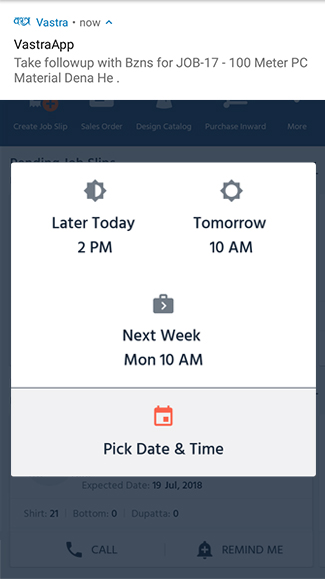 वस्त्र Vastra • now
VastraApp
Take followup with Bzns for JOB-17 - 100 Meter PC
Material Dena He .
Create Job Slip Sales Order Design Catalog Purchase Inward More
Pending Job Slips
Later Today Tomorrow
2 PM 10 AM
Next Week
Mon 10 AM
Pick Date & Time
Expected Date: 19 Jul, 2018
Shirt: 21 | Bottom: 0 | Dupatta: 0
CALL REMIND ME